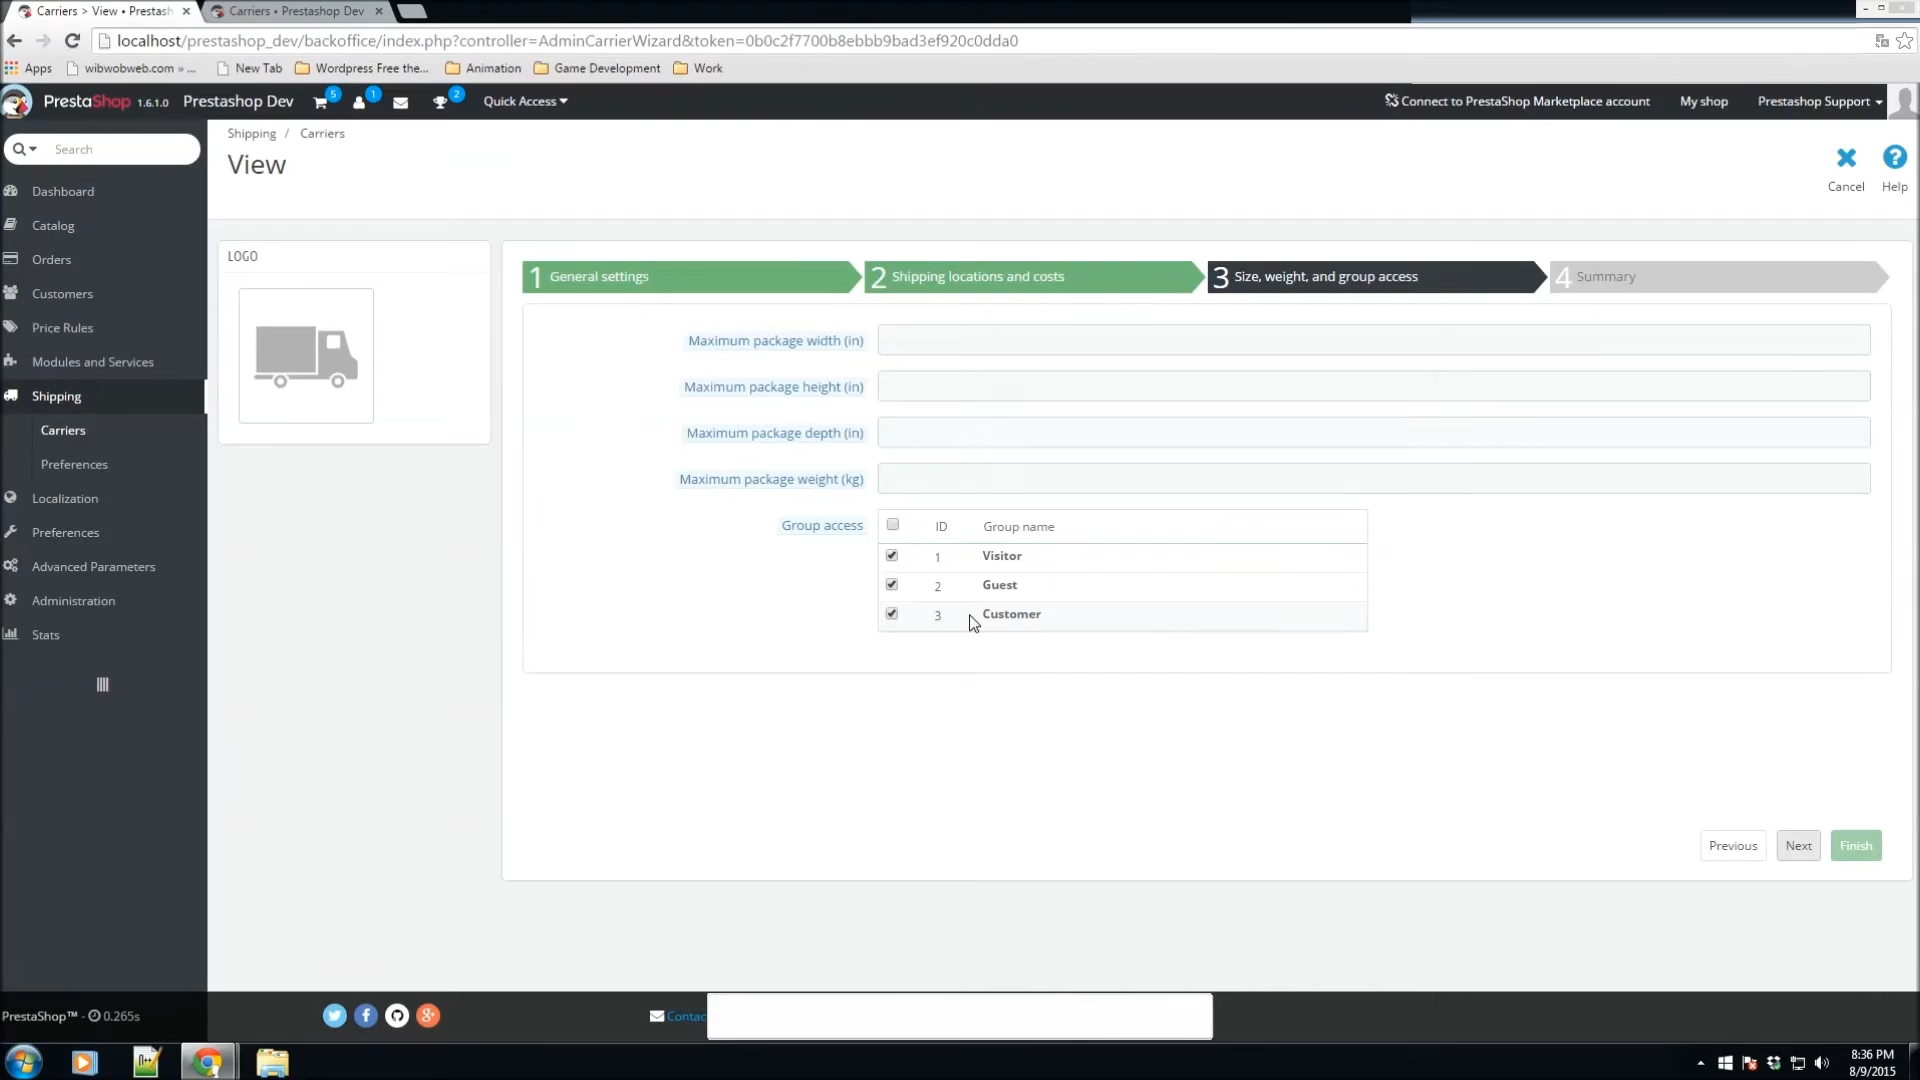 Carriers > View • Prestash
Carriers • Prestashop Dev
localhost/prestashop_dev/backoffice/index.php?controller=AdminCarrierWizard&token=0b0c2f7700b8ebbb9bad3ef920c0dda0
Apps wibwobweb.com » ... New Tab Wordpress Free the... Animation Game Development Work
PrestaShop 1.6.1.0 Prestashop Dev 5 1 2 Quick Access Connect to PrestaShop Marketplace account My shop Prestashop Support
Search
Dashboard
Catalog
Orders
Customers
Price Rules
Modules and Services
Shipping
Carriers
Preferences
Localization
Preferences
Advanced Parameters
Administration
Stats
Shipping / Carriers
View
Cancel
Help
LOGO
1 General settings
2 Shipping locations and costs
3 Size, weight, and group access
4 Summary
Maximum package width (in)
Maximum package height (in)
Maximum package depth (in)
Maximum package weight (kg)
Group access
ID Group name
1 Visitor
2 Guest
3 Customer
Previous Next Finish
PrestaShop™ - 0.265s
Contac
8:36 PM
8/9/2015